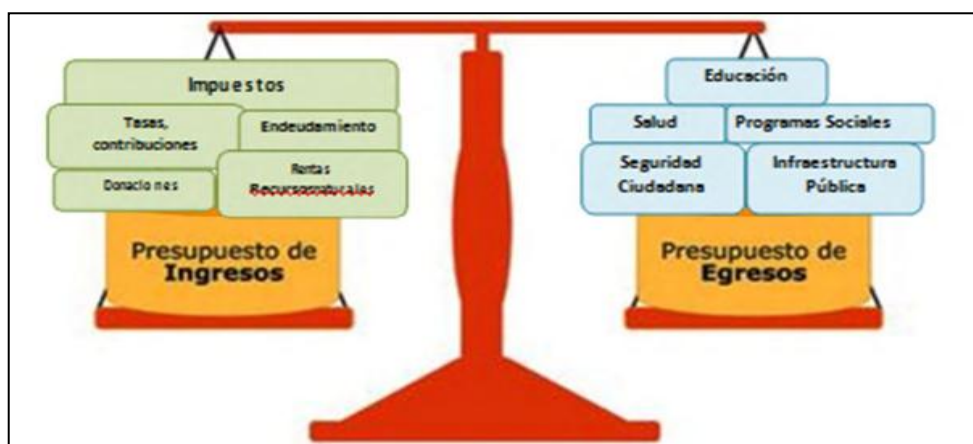 Impuestos
Tasas,
contribuciones
Endeudamiento
Donaciones
Rentas
Recursosnaturales
Presupuesto de
Ingresos
Educación
Salud
Programas Sociales
Seguridad
Ciudadana
Infraestructura
Pública
Presupuesto de
Egresos